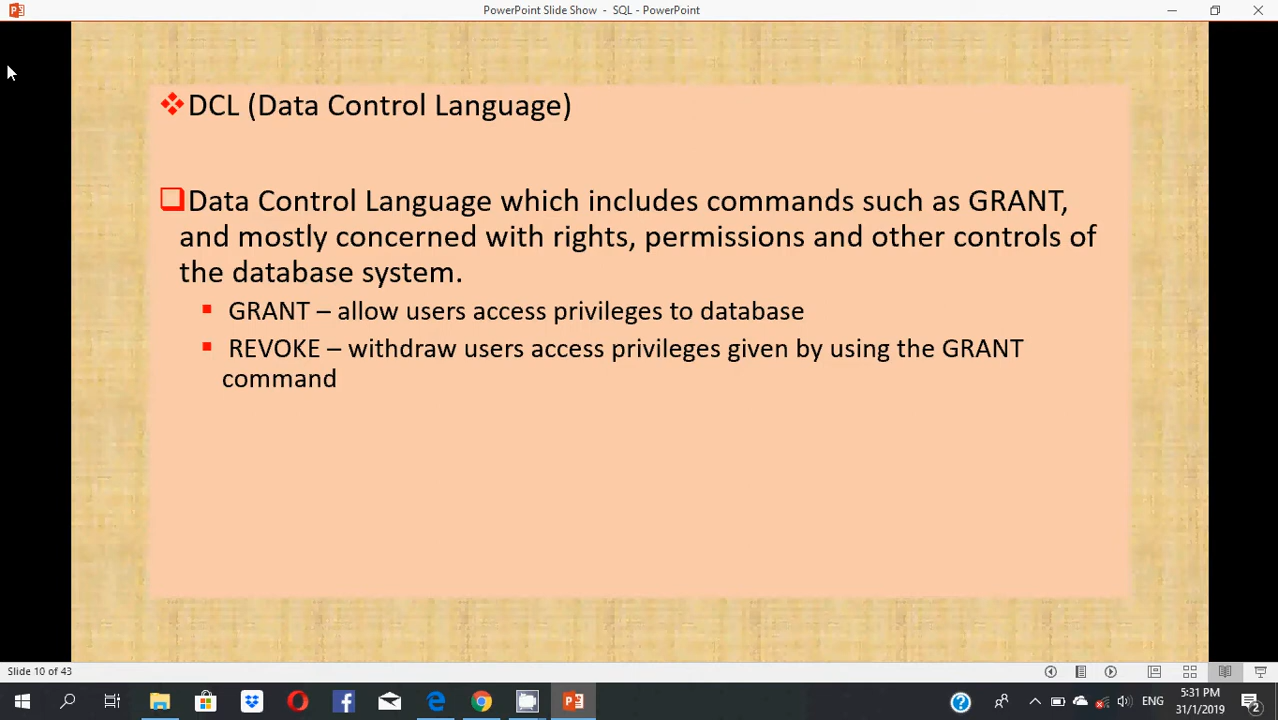 PowerPoint Slide Show - SQL - PowerPoint
DCL (Data Control Language)
Data Control Language which includes commands such as GRANT,
and mostly concerned with rights, permissions and other controls of
the database system.
GRANT – allow users access privileges to database
REVOKE – withdraw users access privileges given by using the GRANT
command
Slide 10 of 43
ENG
5:31 PM
31/1/2019
2